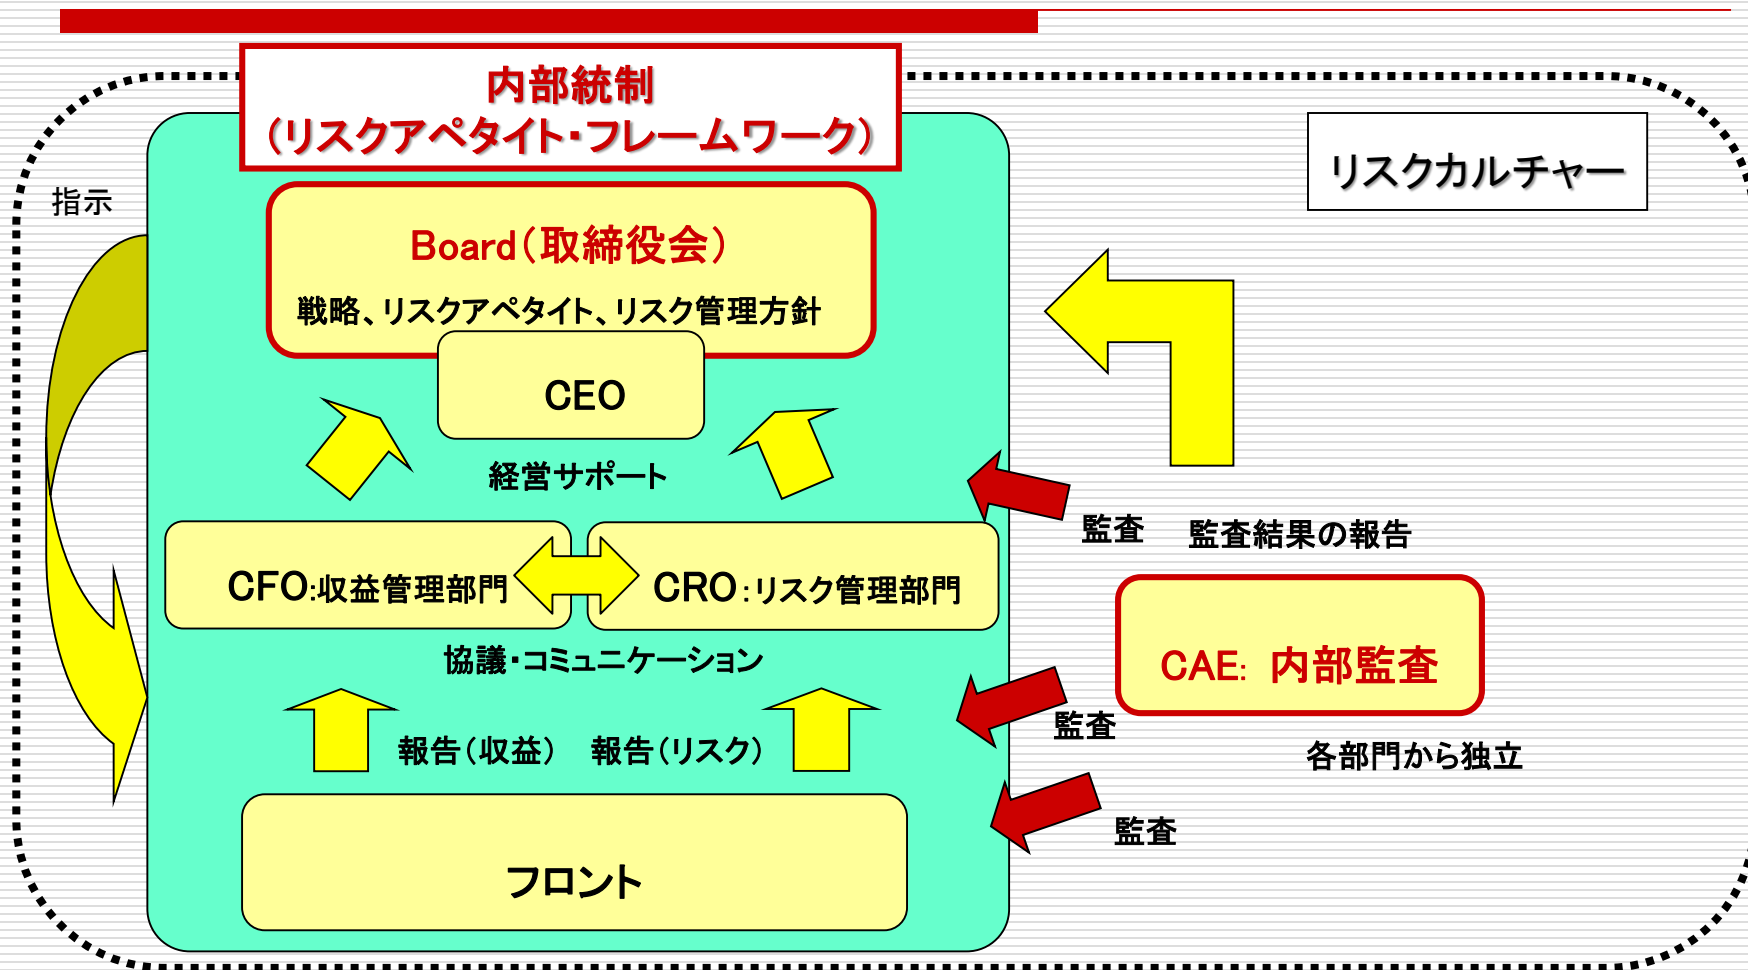 内部統制
(リスクアペタイト・フレームワーク)
リスクカルチャー
指示
Board(取締役会)
戦略、リスクアペタイト、リスク管理方針
CEO
経営サポート
監査
監査結果の報告
CFO:収益管理部門
CRO:リスク管理部門
協議・コミュニケーション
CAE: 内部監査
監査
報告(収益)
報告(リスク)
各部門から独立
監査
フロント